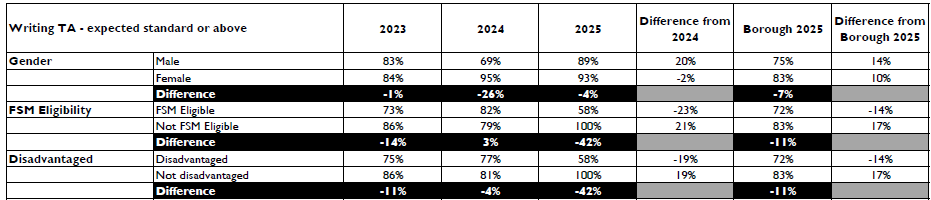 Writing TA - expected standard or above 2023 2024 2025 Difference from 2024 Borough 2025 Difference from Borough 2025
Gender Male 83% 69% 89% 20% 75% 14%
Female 84% 95% 93% -2% 83% 10%
Difference -1% -26% -4% -7%
FSM Eligibility FSM Eligible 73% 82% 58% -23% 72% -14%
Not FSM Eligible 86% 79% 100% 21% 83% 17%
Difference -14% 3% -42% -11%
Disadvantaged Disadvantaged 75% 77% 58% -19% 72% -14%
Not disadvantaged 86% 81% 100% 19% 83% 17%
Difference -11% -4% -42% -11%